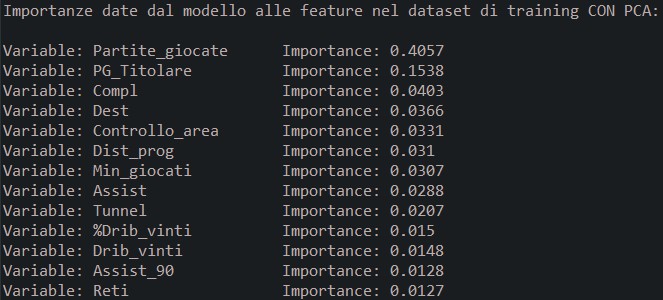 Importanze date dal modello alle feature nel dataset di training CON PCA:
Variable: Partite_giocate Importance: 0.4057
Variable: PG_Titolare Importance: 0.1538
Variable: Compl Importance: 0.0403
Variable: Dest Importance: 0.0366
Variable: Controllo_area Importance: 0.0331
Variable: Dist_prog Importance: 0.031
Variable: Min_giocati Importance: 0.0307
Variable: Assist Importance: 0.0288
Variable: Tunnel Importance: 0.0207
Variable: %Drib_vinti Importance: 0.015
Variable: Drib_vinti Importance: 0.0148
Variable: Assist_90 Importance: 0.0128
Variable: Reti Importance: 0.0127